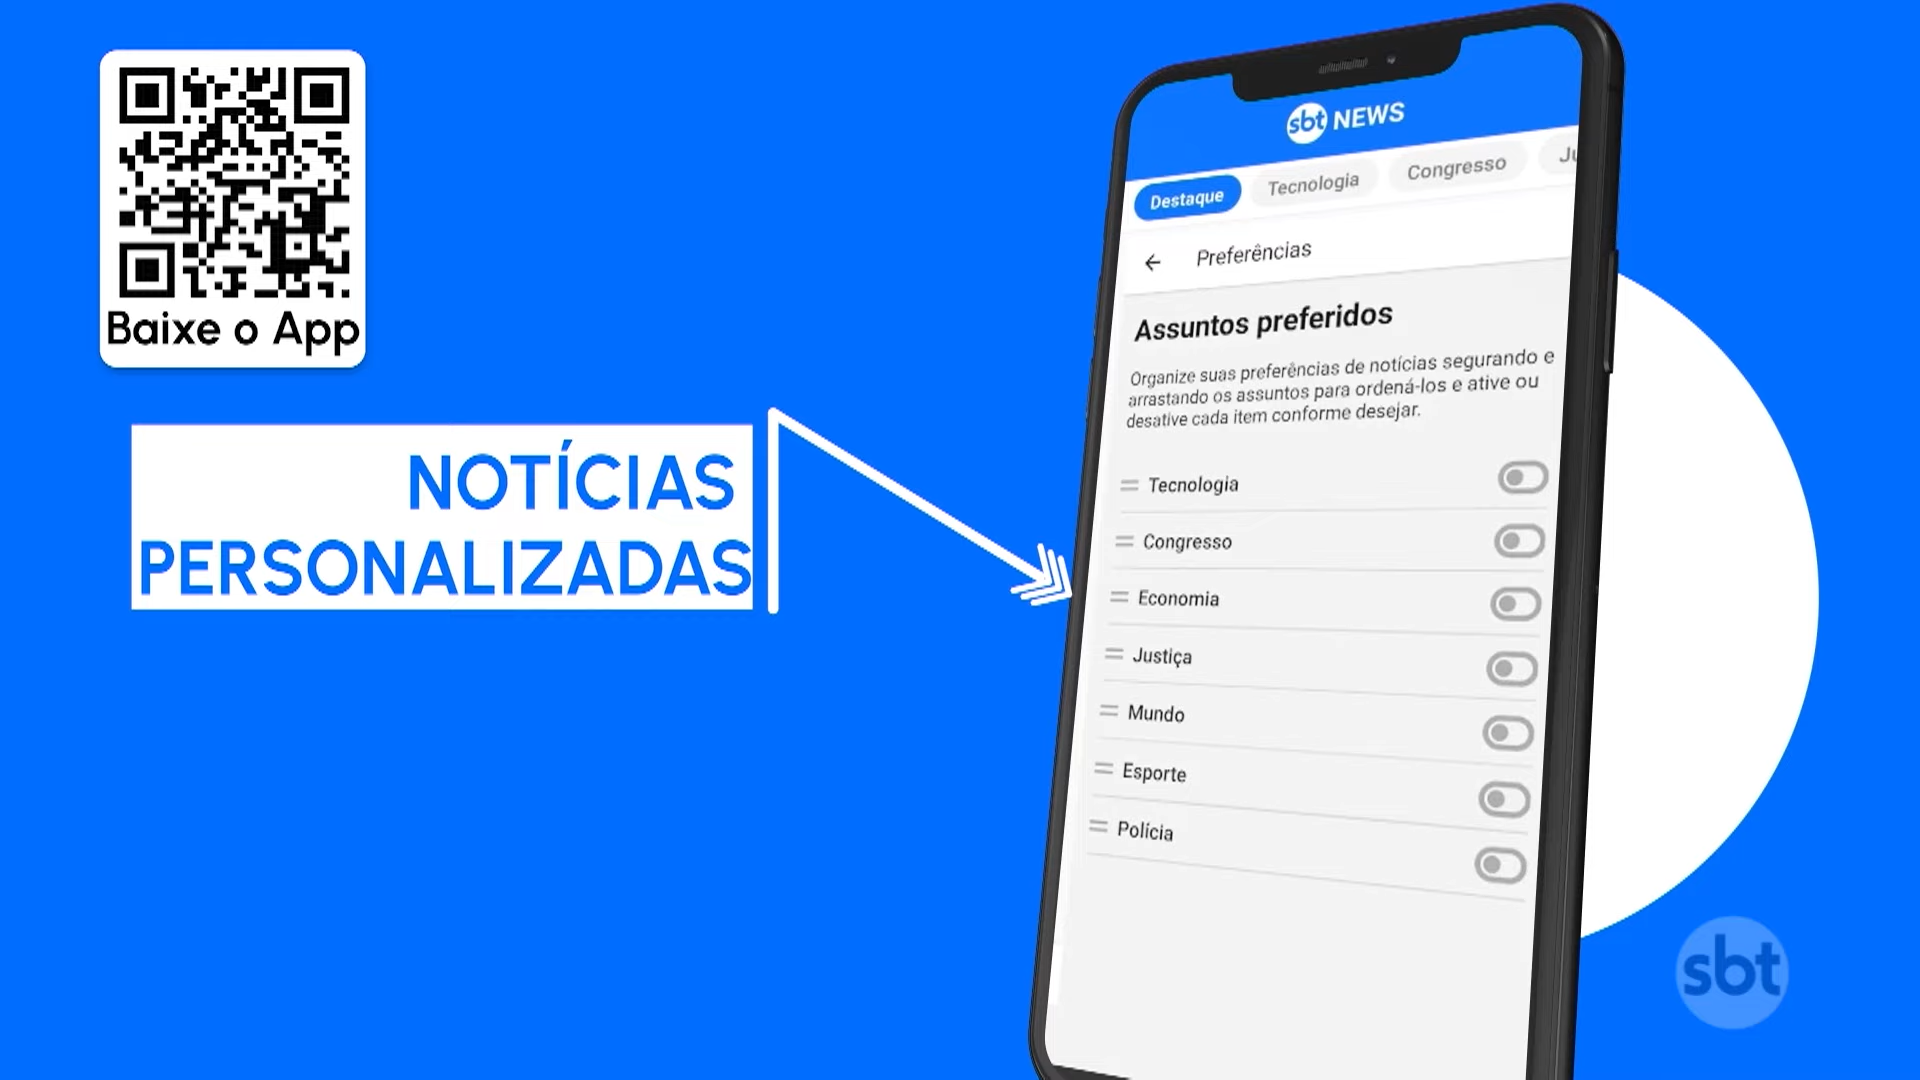 Baixe o App
NOTÍCIAS
PERSONALIZADAS
sbt NEWS
Destaque
Tecnologia
Congresso
Preferências
Assuntos preferidos
Organize suas preferências de notícias segurando e
arrastando os assuntos para ordená-los e ative ou
desative cada item conforme desejar.
Tecnologia
Congresso
Economia
Justiça
Mundo
Esporte
Polícia
sbt